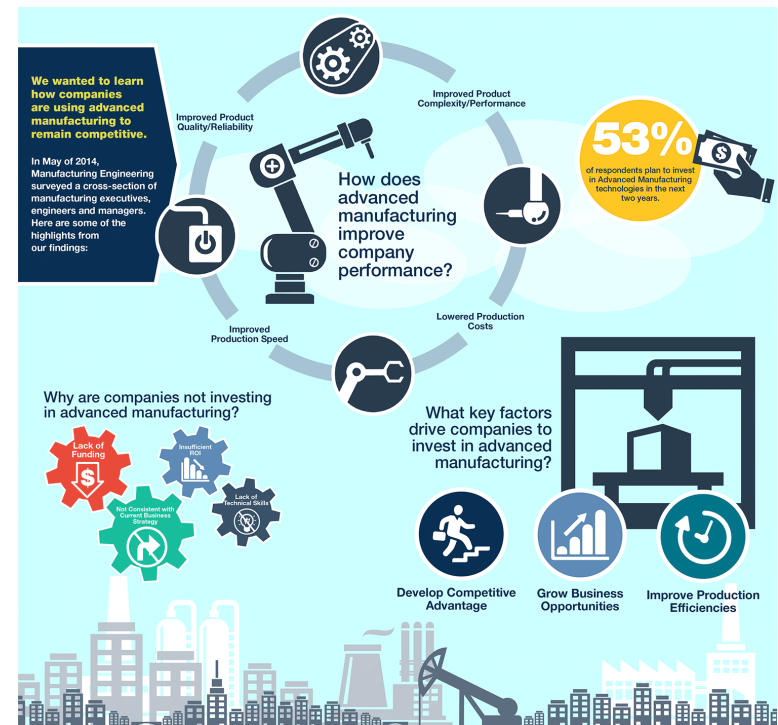 We wanted to learn
how companies
are using advanced
manufacturing to
remain competitive.
In May of 2014,
Manufacturing Engineering
surveyed a cross-section of
manufacturing executives,
engineers and managers.
Here are some of the
highlights from
our findings:
Improved Product
Quality/Reliability
Improved Product
Complexity/Performance
How does
advanced
manufacturing
improve
company
performance?
Improved
Production Speed
Lowered Production
Costs
53%
of respondents plan to invest
in Advanced Manufacturing
technologies in the next
two years.
$
Why are companies not investing
in advanced manufacturing?
Lack of
Funding
$
Insufficient
ROI
Not Consistent with
Current Business
Strategy
Lack of
Technical Skills
What key factors
drive companies to
invest in advanced
manufacturing?
Develop Competitive
Advantage
Grow Business
Opportunities
Improve Production
Efficiencies